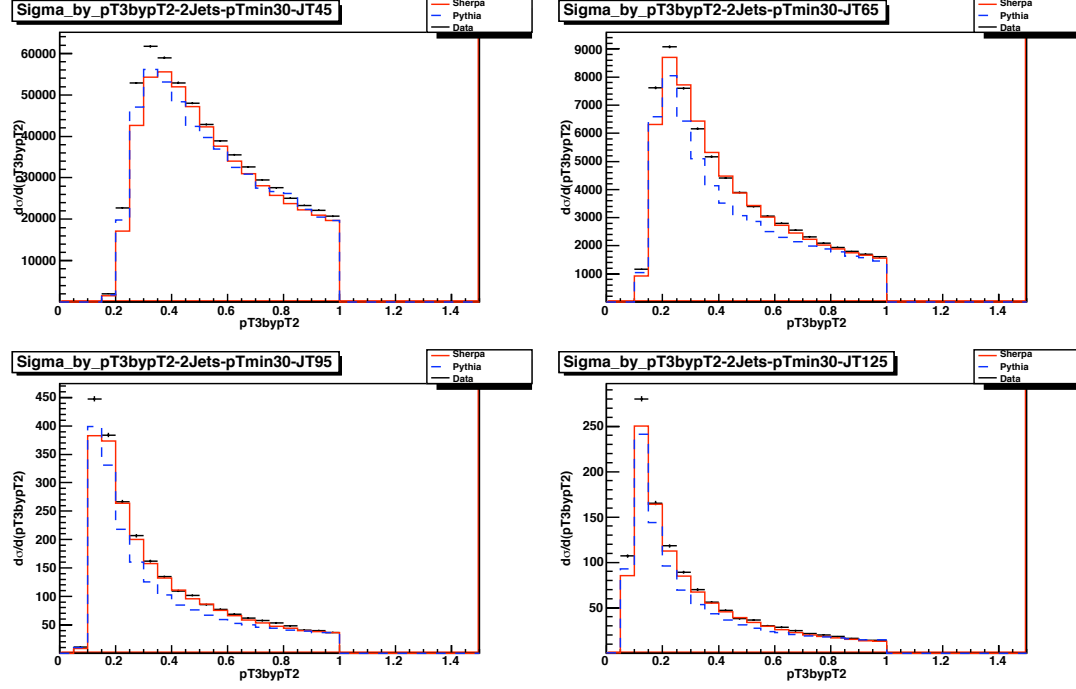 Sigma_by_pT3bypT2-2Jets-pTmin30-JT45
Sherpa
Pythia
Data
dσ/d(pT3bypT2)
60000
50000
40000
30000
20000
10000
0 0.2 0.4 0.6 0.8 1 1.2 1.4
pT3bypT2
Sigma_by_pT3bypT2-2Jets-pTmin30-JT65
Sherpa
Pythia
Data
dσ/d(pT3bypT2)
9000
8000
7000
6000
5000
4000
3000
2000
1000
0 0.2 0.4 0.6 0.8 1 1.2 1.4
pT3bypT2
Sigma_by_pT3bypT2-2Jets-pTmin30-JT95
Sherpa
Pythia
Data
dσ/d(pT3bypT2)
450
400
350
300
250
200
150
100
50
0 0.2 0.4 0.6 0.8 1 1.2 1.4
pT3bypT2
Sigma_by_pT3bypT2-2Jets-pTmin30-JT125
Sherpa
Pythia
Data
dσ/d(pT3bypT2)
250
200
150
100
50
0 0.2 0.4 0.6 0.8 1 1.2 1.4
pT3bypT2